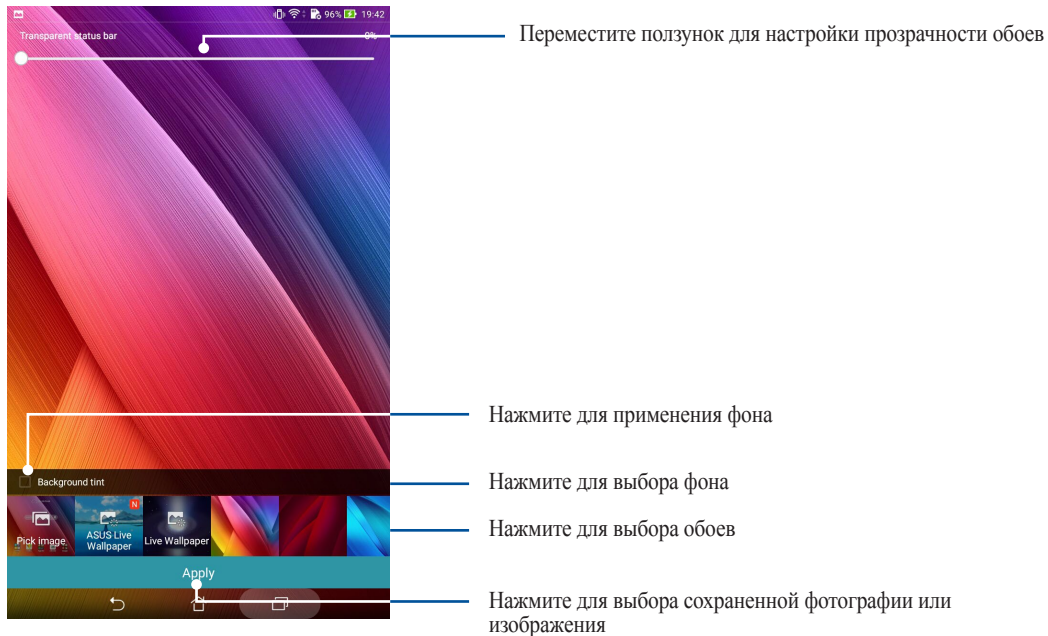 96% 19:42
Transparent status bar
0%
Переместите ползунок для настройки прозрачности обоев
Нажмите для применения фона
Background tint
Нажмите для выбора фона
N
Pick image
ASUS Live
Wallpaper
Live Wallpaper
Нажмите для выбора обоев
Apply
Нажмите для выбора сохраненной фотографии или
изображения